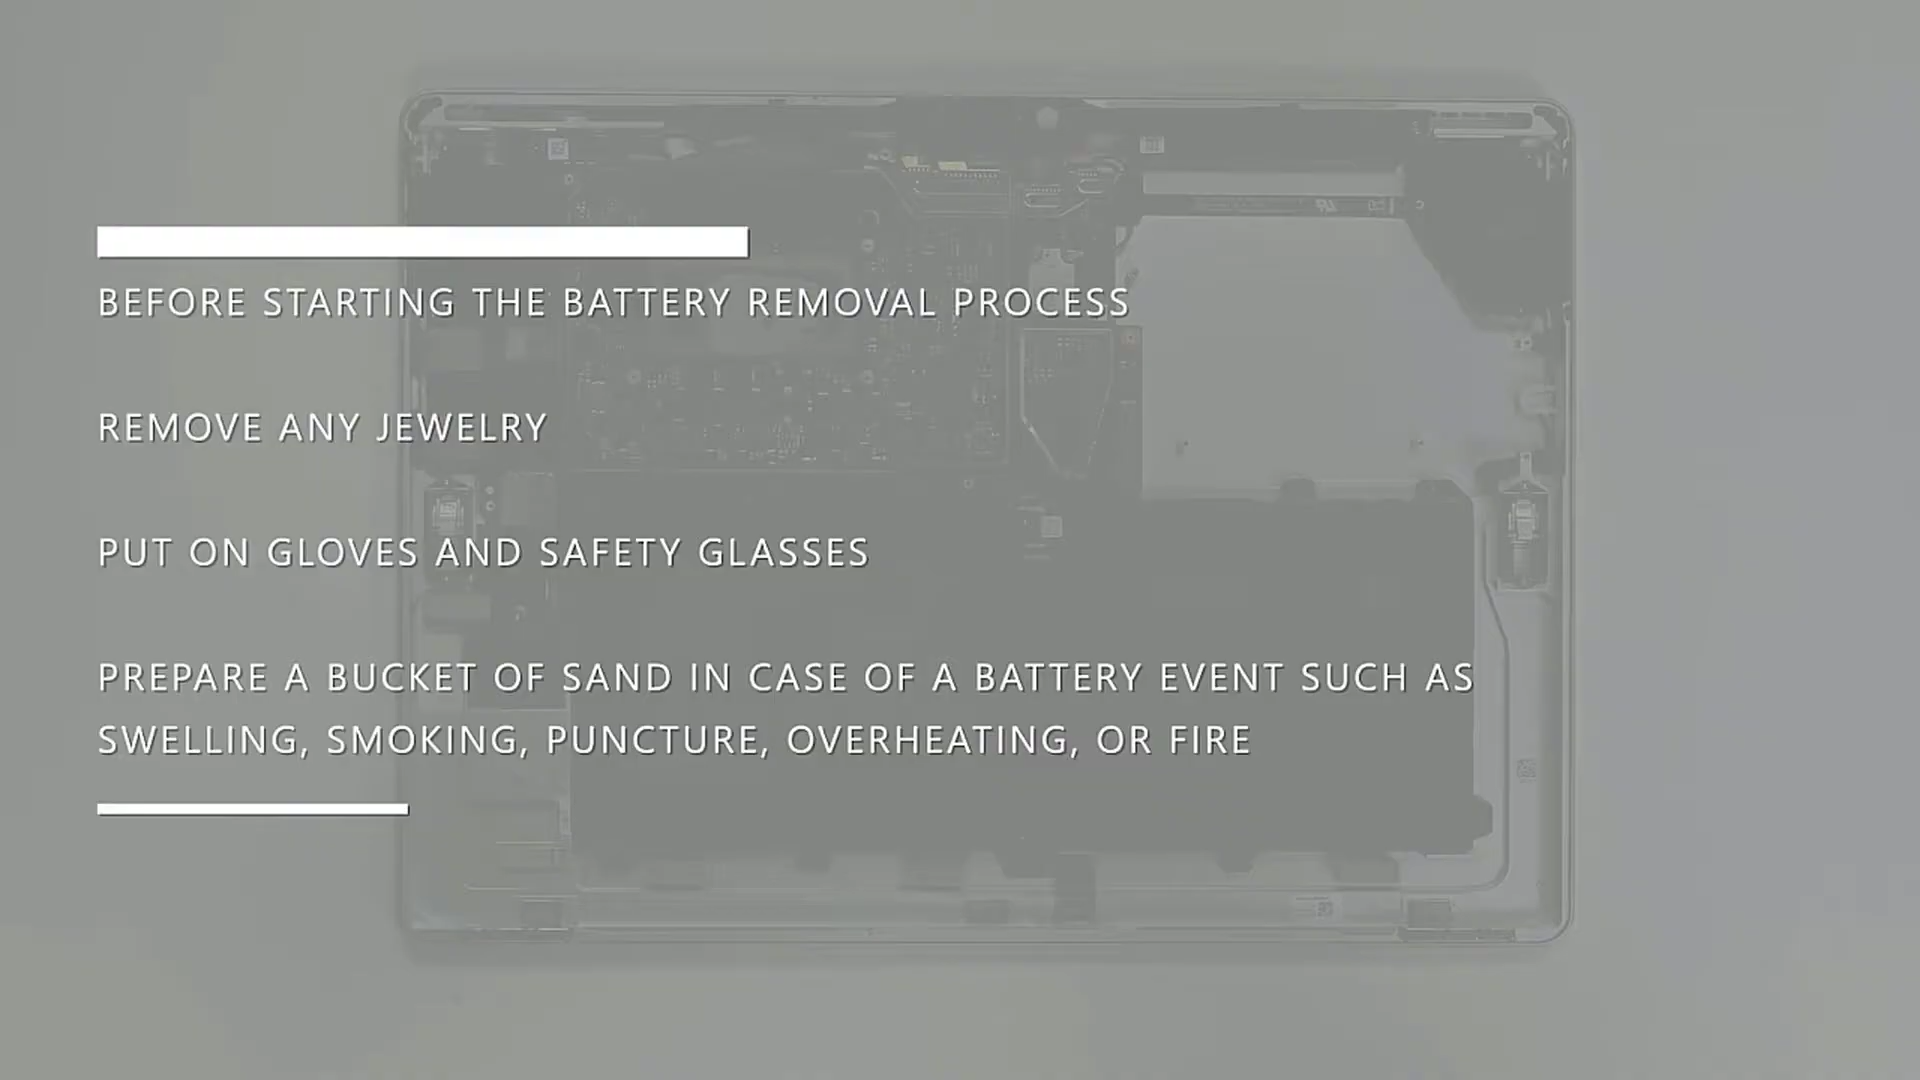 BEFORE STARTING THE BATTERY REMOVAL PROCESS
REMOVE ANY JEWELRY
PUT ON GLOVES AND SAFETY GLASSES
PREPARE A BUCKET OF SAND IN CASE OF A BATTERY EVENT SUCH AS
SWELLING, SMOKING, PUNCTURE, OVERHEATING, OR FIRE